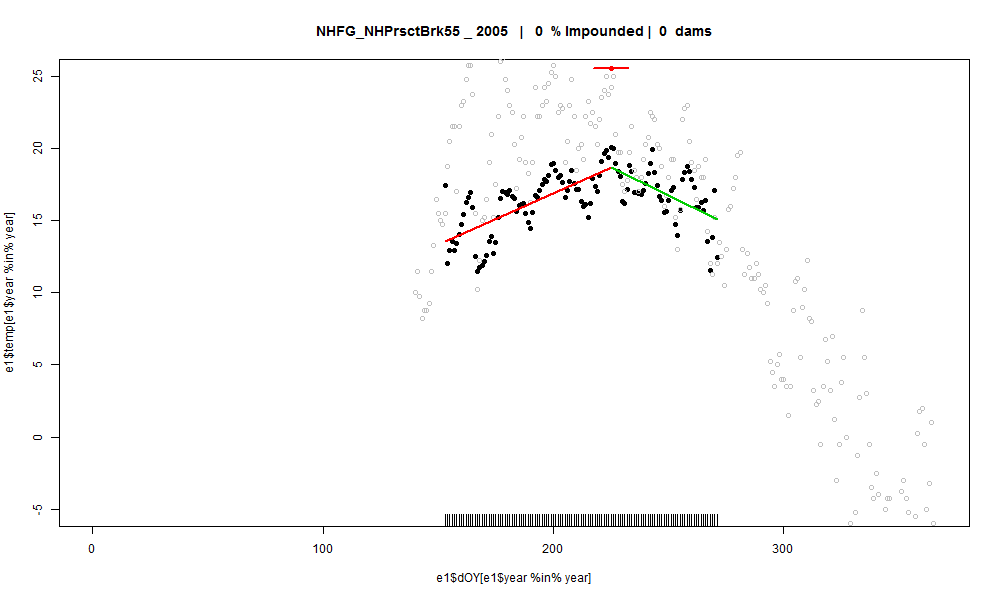 NHFG_NHPrsctBrk55 _ 2005 | 0 % Impounded | 0 dams
25
20
15
10
5
0
-5
e1$temp[e1$year %in% year]
0 100 200 300
e1$dOY[e1$year %in% year]